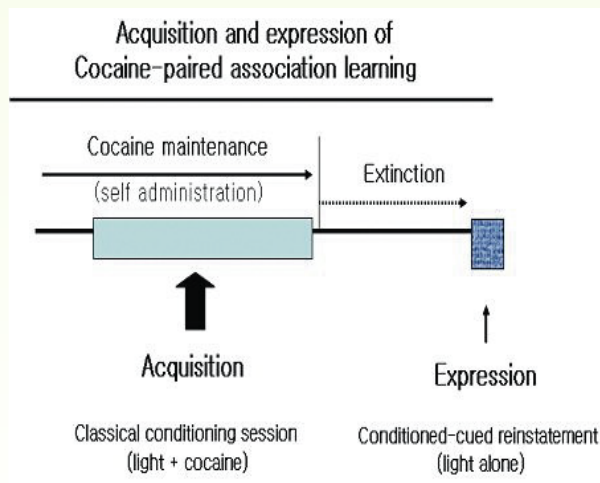 Acquisition and expression of
Cocaine-paired association learning
Cocaine maintenance
(self administration)
Extinction
Acquisition
Expression
Classical conditioning session
(light + cocaine)
Conditioned-cued reinstatement
(light alone)